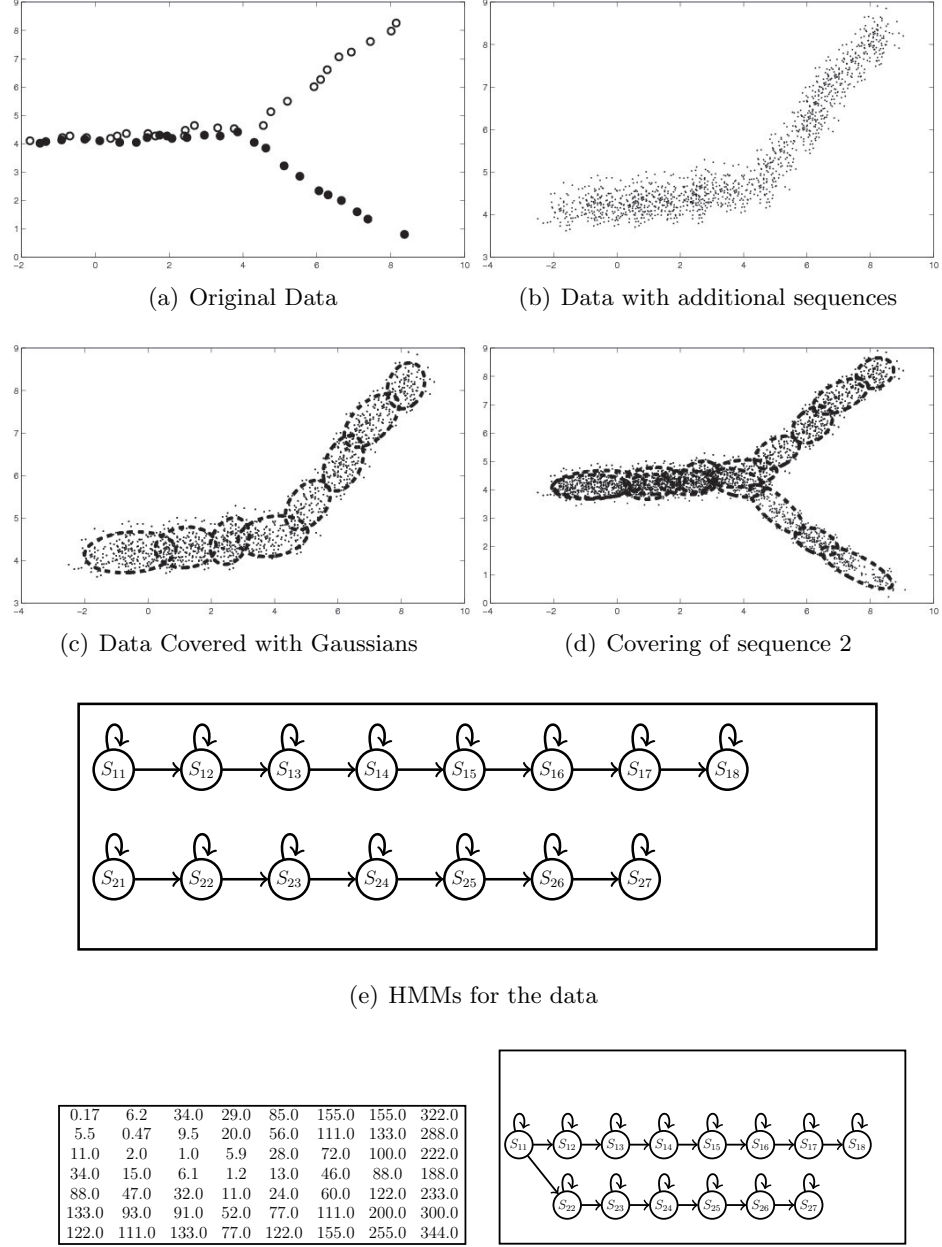 9
8
7
6
5
4
3
2
1
0
−2 0 2 4 6 8 10
(a) Original Data
9
8
7
6
5
4
3
−4 −2 0 2 4 6 8 10
(b) Data with additional sequences
9
8
7
6
5
4
3
−4 −2 0 2 4 6 8 10
(c) Data Covered with Gaussians
9
8
7
6
5
4
3
2
1
0
−4 −2 0 2 4 6 8 10
(d) Covering of sequence 2
S11 S12 S13 S14 S15 S16 S17 S18
S21 S22 S23 S24 S25 S26 S27
(e) HMMs for the data
0.17 6.2 34.0 29.0 85.0 155.0 155.0 322.0
5.5 0.47 9.5 20.0 56.0 111.0 133.0 288.0
11.0 2.0 1.0 5.9 28.0 72.0 100.0 222.0
34.0 15.0 6.1 1.2 13.0 46.0 88.0 188.0
88.0 47.0 32.0 11.0 24.0 60.0 122.0 233.0
133.0 93.0 91.0 52.0 77.0 111.0 200.0 300.0
122.0 111.0 133.0 77.0 122.0 155.0 255.0 344.0
S11 S12 S13 S14 S15 S16 S17 S18
S22 S23 S24 S25 S26 S27